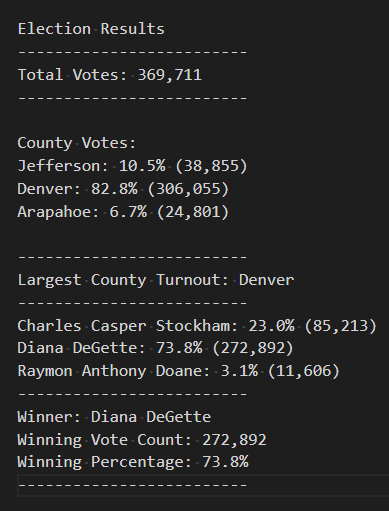 Election Results
-------------------------
Total Votes: 369,711
-------------------------
County Votes:
Jefferson: 10.5% (38,855)
Denver: 82.8% (306,055)
Arapahoe: 6.7% (24,801)
-------------------------
Largest County Turnout: Denver
-------------------------
Charles Casper Stockham: 23.0% (85,213)
Diana DeGette: 73.8% (272,892)
Raymon Anthony Doane: 3.1% (11,606)
-------------------------
Winner: Diana DeGette
Winning Vote Count: 272,892
Winning Percentage: 73.8%
-------------------------